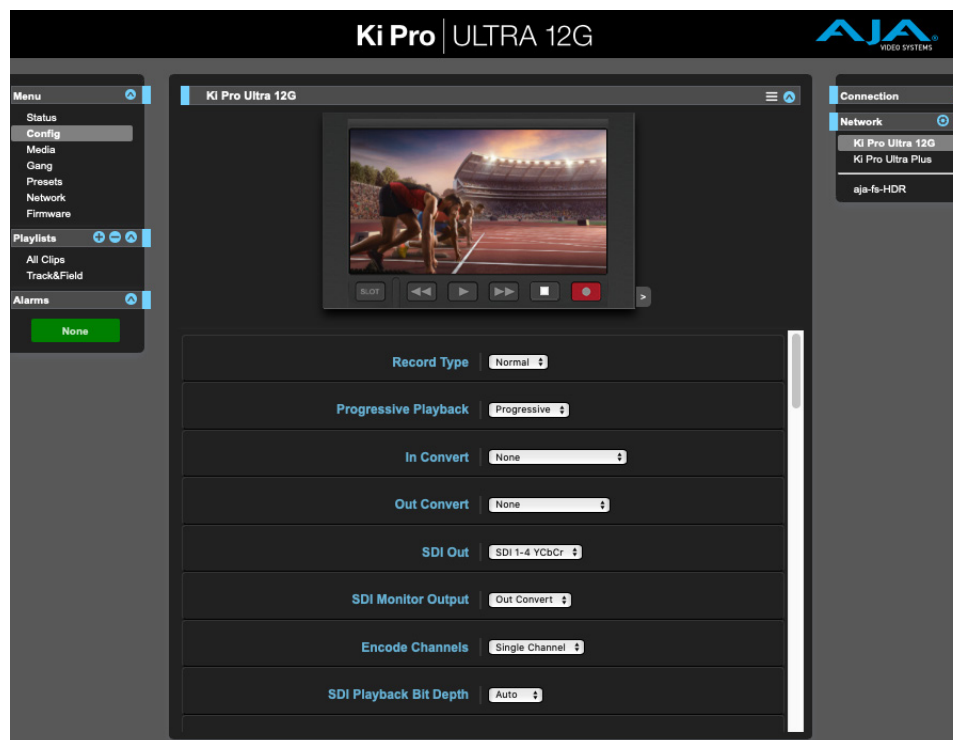 Ki Pro ULTRA 12G
AJA
VIDEO SYSTEMS
Menu
Status
Config
Media
Gang
Presets
Network
Firmware
Playlists
All Clips
Track&Field
Alarms
None
Ki Pro Ultra 12G
SLOT
>
Record Type Normal
Progressive Playback Progressive
In Convert None
Out Convert None
SDI Out SDI 1-4 YCbCr
SDI Monitor Output Out Convert
Encode Channels Single Channel
SDI Playback Bit Depth Auto
Connection
Network
Ki Pro Ultra 12G
Ki Pro Ultra Plus
aja-fs-HDR